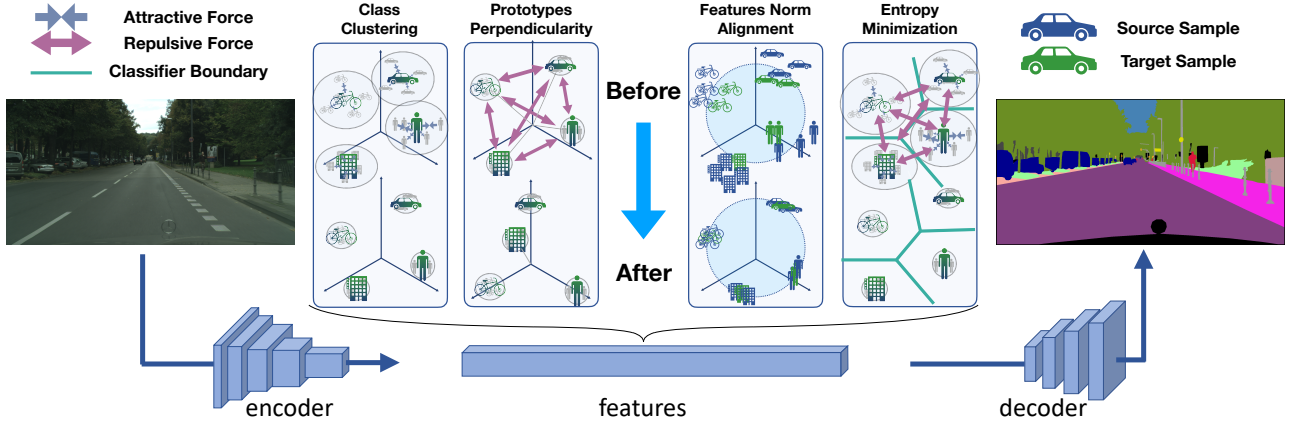 Attractive Force
Repulsive Force
Classifier Boundary
Class
Clustering
Prototypes
Perpendicularity
Features Norm
Alignment
Entropy
Minimization
Source Sample
Target Sample
Before
After
encoder
features
decoder